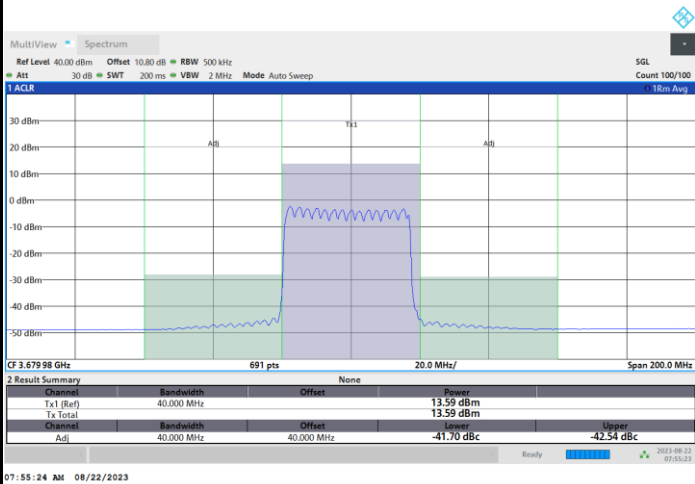 MultiView Spectrum
Ref Level 40.00 dBm Offset 10.80 dB RBW 500 kHz SGL
Att 30 dB SWT 200 ms VBW 2 MHz Mode Auto Sweep Count 100/100
1 ACLR 1Rm Avg
30 dBm
Tx1
20 dBm
Adj Adj
10 dBm
0 dBm
-10 dBm
-20 dBm
-30 dBm
-40 dBm
-50 dBm
CF 3.679 98 GHz 691 pts 20.0 MHz/ Span 200.0 MHz
2 Result Summary None
Channel Bandwidth Offset Power
Tx1 (Ref) 40.000 MHz 13.59 dBm
Tx Total 13.59 dBm
Channel Bandwidth Offset Lower Upper
Adj 40.000 MHz 40.000 MHz -41.70 dBc -42.54 dBc
Ready 2023-08-22
07:55:23
07:55:24 AM 08/22/2023